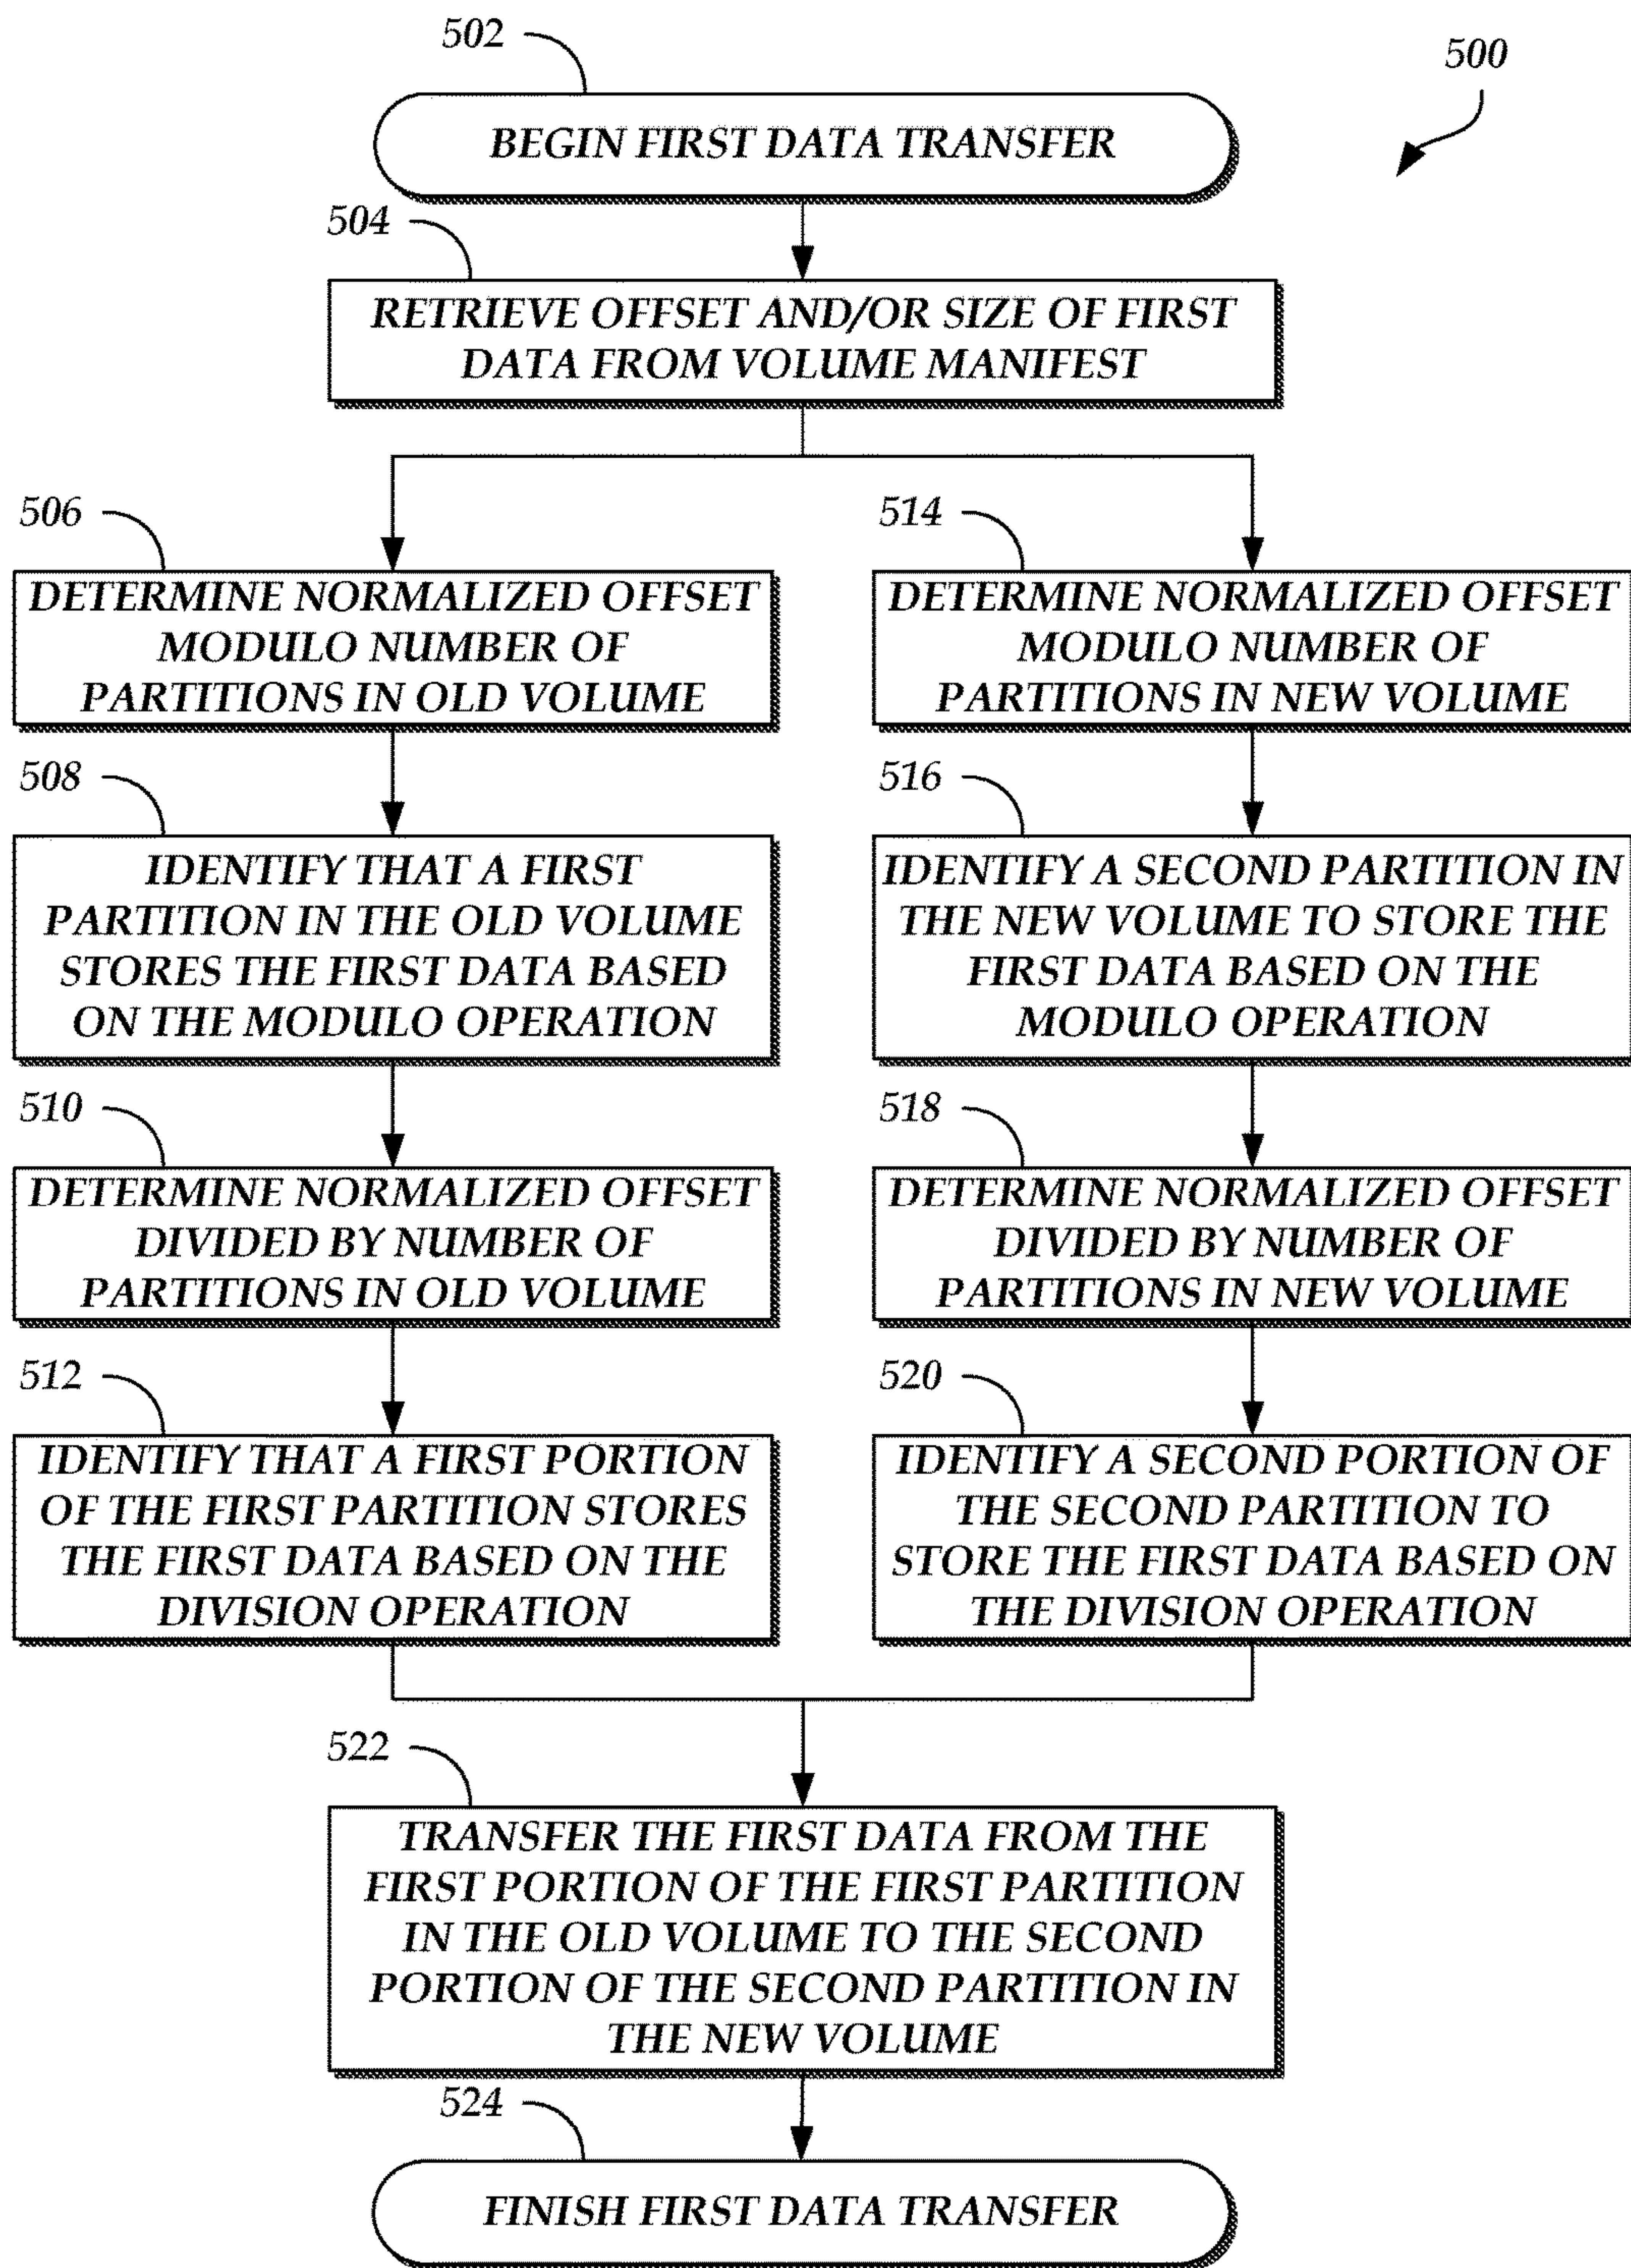 502
500
BEGIN FIRST DATA TRANSFER
504
RETRIEVE OFFSET AND/OR SIZE OF FIRST
DATA FROM VOLUME MANIFEST
506
DETERMINE NORMALIZED OFFSET
MODULO NUMBER OF
PARTITIONS IN OLD VOLUME
508
IDENTIFY THAT A FIRST
PARTITION IN THE OLD VOLUME
STORES THE FIRST DATA BASED
ON THE MODULO OPERATION
510
DETERMINE NORMALIZED OFFSET
DIVIDED BY NUMBER OF
PARTITIONS IN OLD VOLUME
512
IDENTIFY THAT A FIRST PORTION
OF THE FIRST PARTITION STORES
THE FIRST DATA BASED ON THE
DIVISION OPERATION
514
DETERMINE NORMALIZED OFFSET
MODULO NUMBER OF
PARTITIONS IN NEW VOLUME
516
IDENTIFY A SECOND PARTITION IN
THE NEW VOLUME TO STORE THE
FIRST DATA BASED ON THE
MODULO OPERATION
518
DETERMINE NORMALIZED OFFSET
DIVIDED BY NUMBER OF
PARTITIONS IN NEW VOLUME
520
IDENTIFY A SECOND PORTION OF
THE SECOND PARTITION TO
STORE THE FIRST DATA BASED ON
THE DIVISION OPERATION
522
TRANSFER THE FIRST DATA FROM THE
FIRST PORTION OF THE FIRST PARTITION
IN THE OLD VOLUME TO THE SECOND
PORTION OF THE SECOND PARTITION IN
THE NEW VOLUME
524
FINISH FIRST DATA TRANSFER